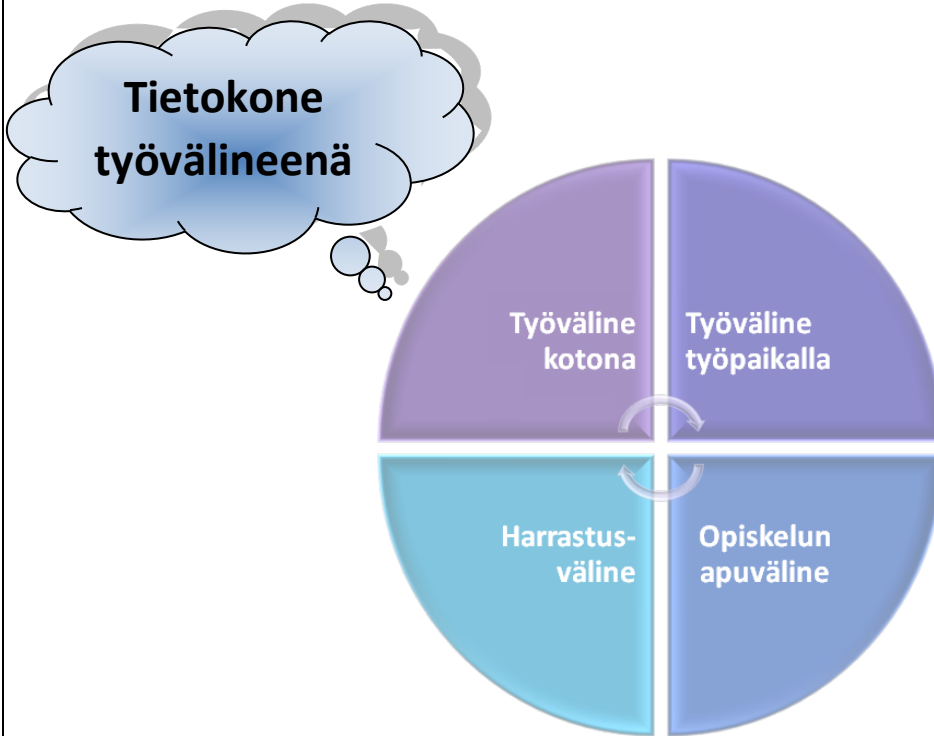 Tietokone
työvälineenä
Työväline
kotona
Työväline
työpaikalla
Harrastus-
väline
Opiskelun
apuväline